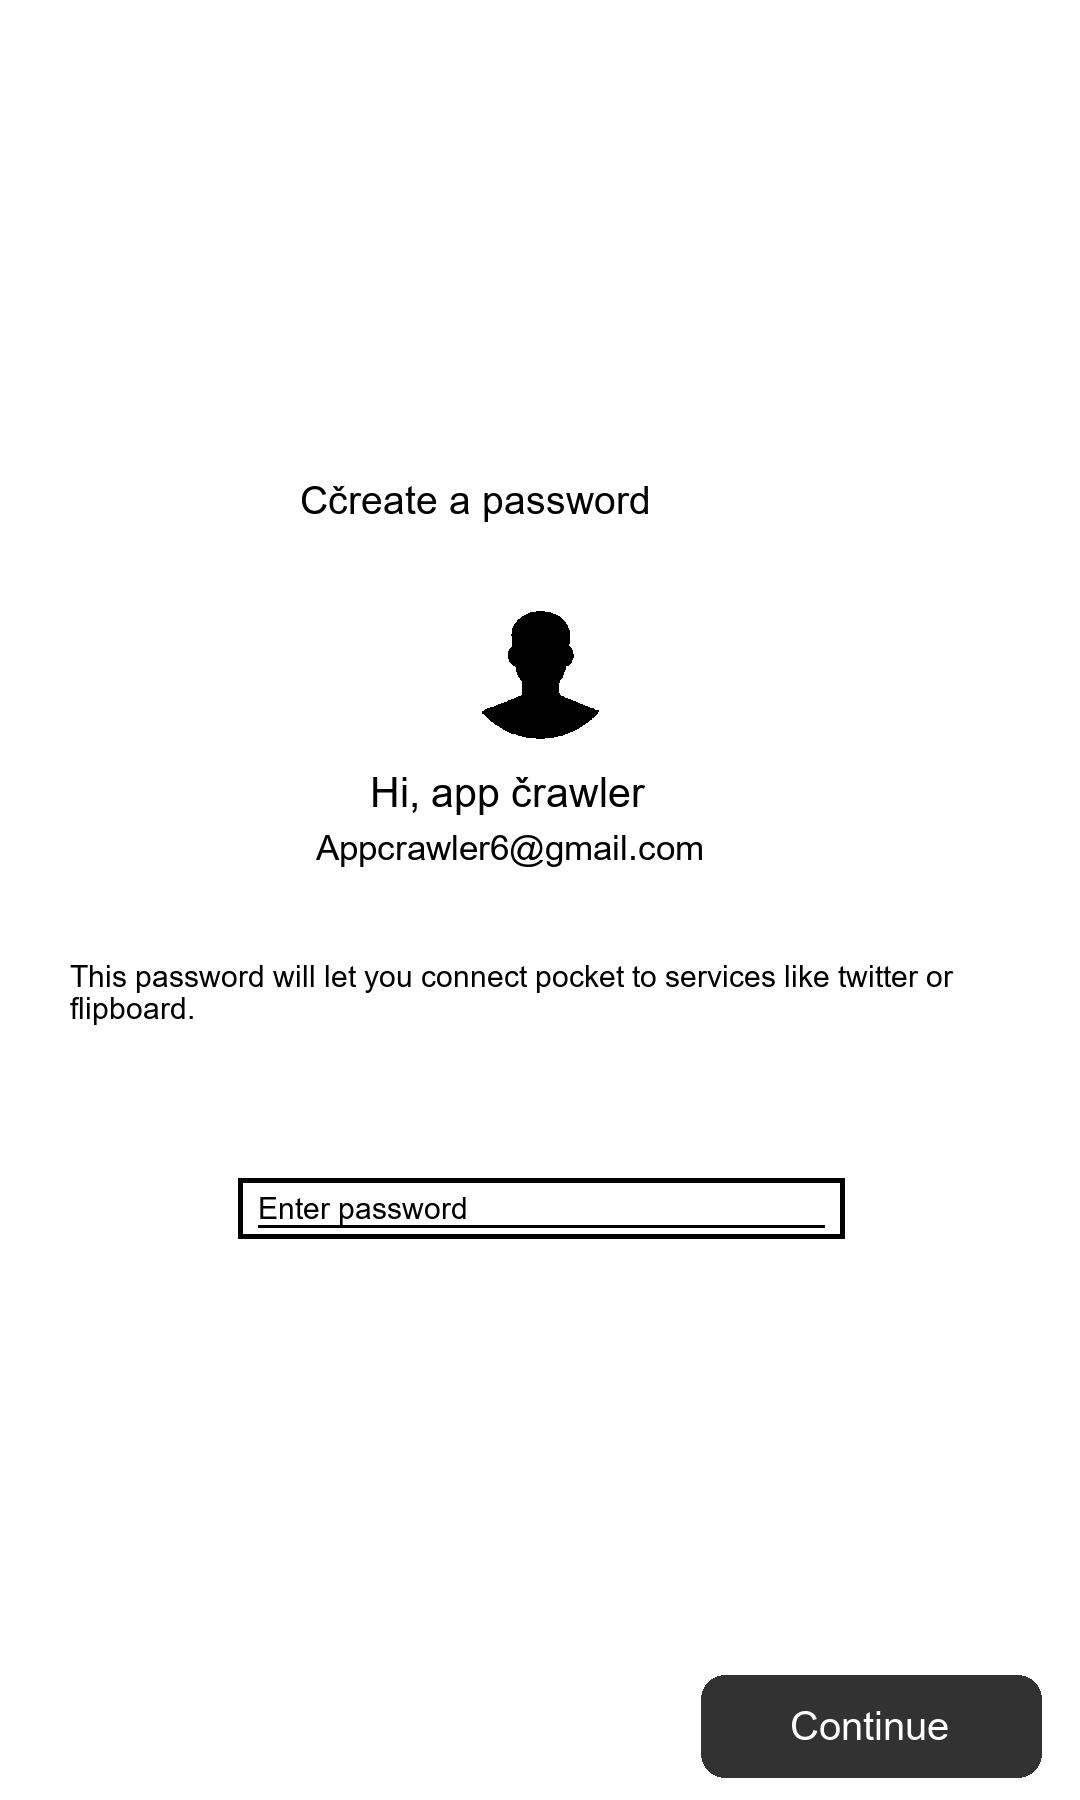 Cčreate a password
Hi, app črawler
Appcrawler6@gmail.com
This password will let you connect pocket to services like twitter or
flipboard.
Enter password
Continue